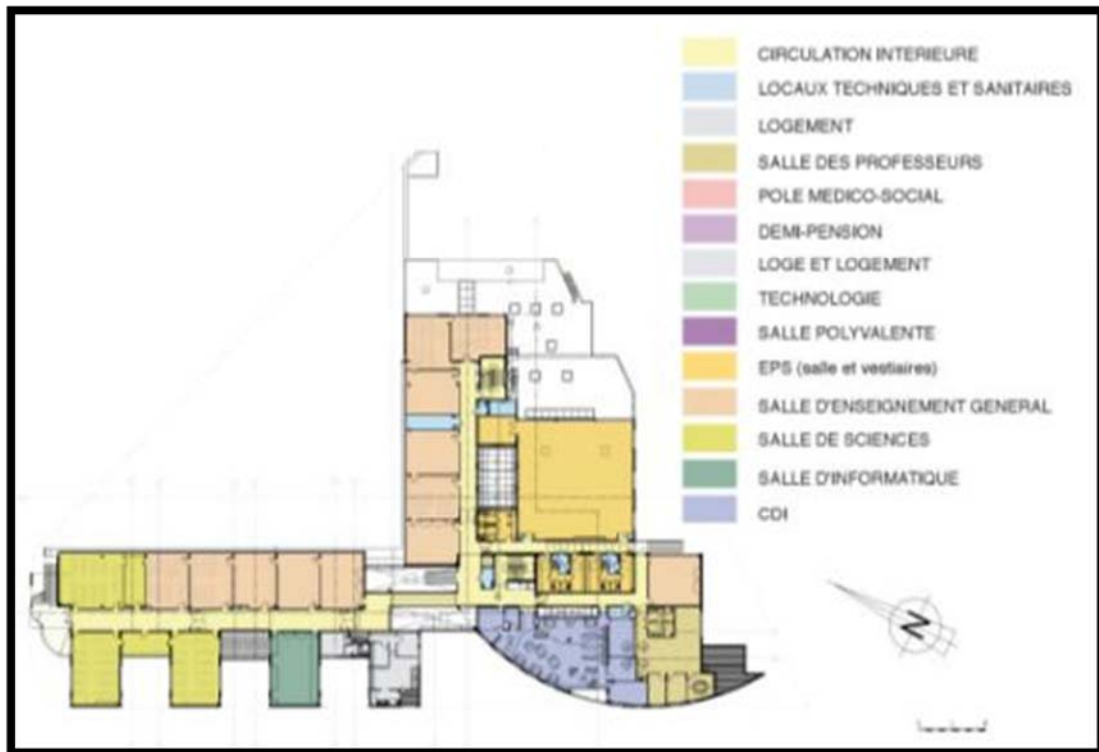 CIRCULATION INTERIEURE
LOCAUX TECHNIQUES ET SANITAIRES
LOGEMENT
SALLE DES PROFESSEURS
POLE MEDICO-SOCIAL
DEMI-PENSION
LOGE ET LOGEMENT
TECHNOLOGIE
SALLE POLYVALENTE
EPS (salle et vestiaires)
SALLE D'ENSEIGNEMENT GENERAL
SALLE DE SCIENCES
SALLE D'INFORMATIQUE
CDI
N